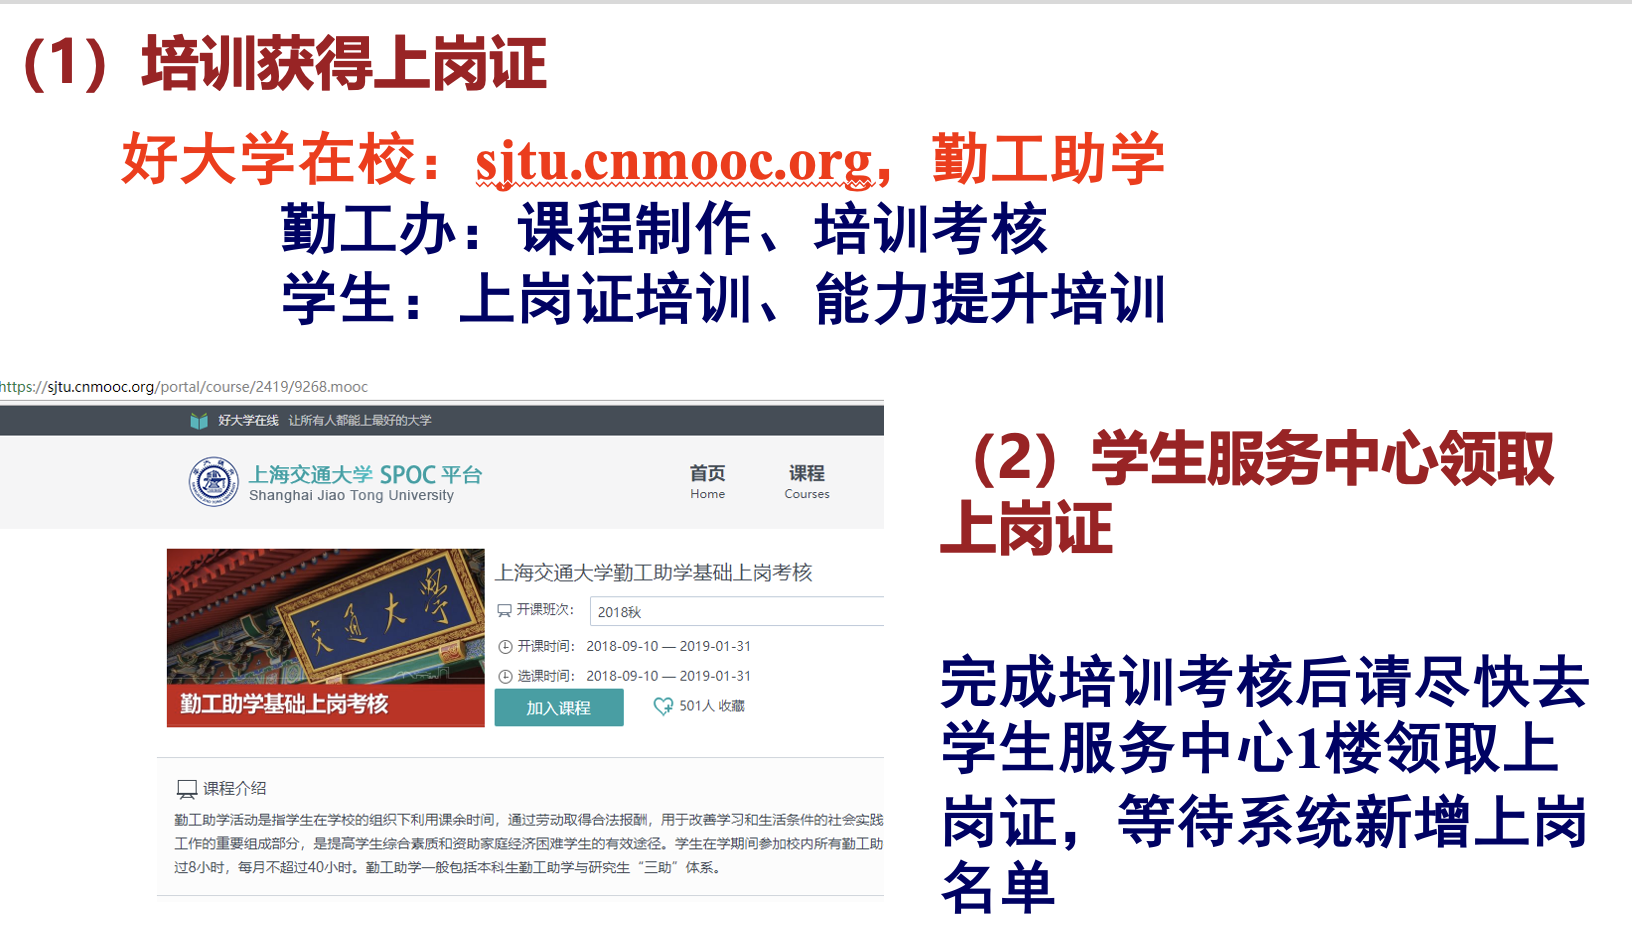 （1）培训获得上岗证
好大学在校：sjtu.cnmooc.org，勤工助学
勤工办：课程制作、培训考核
学生：上岗证培训、能力提升培训
https://sjtu.cnmooc.org/portal/course/2419/9268.mooc
好大学在线 让所有人都能上最好的大学
上海交通大学 SPOC 平台
Shanghai Jiao Tong University
首页 课程
Home Courses
交通大学
勤工助学基础上岗考核
上海交通大学勤工助学基础上岗考核
开课班次： 2018秋
开课时间： 2018-09-10 — 2019-01-31
选课时间： 2018-09-10 — 2019-01-31
加入课程 501人 收藏
课程介绍
勤工助学活动是指学生在学校的组织下利用课余时间，通过劳动取得合法报酬，用于改善学习和生活条件的社会实践
工作的重要组成部分，是提高学生综合素质和资助家庭经济困难学生的有效途径。学生在学期间参加校内所有勤工助
过8小时，每月不超过40小时。勤工助学一般包括本科生勤工助学与研究生“三助”体系。
（2）学生服务中心领取
上岗证
完成培训考核后请尽快去
学生服务中心1楼领取上
岗证，等待系统新增上岗
名单